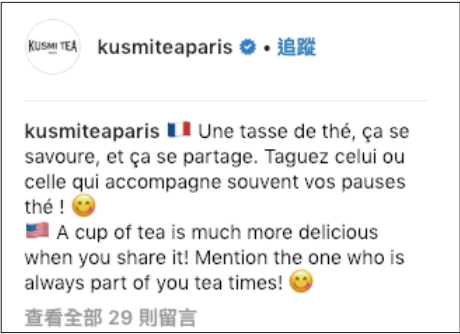 KUSMI TEA
kusmiteaparis • 追蹤
kusmiteaparis 🇫🇷 Une tasse de thé, ça se
savoure, et ça se partage. Taguez celui ou
celle qui accompagne souvent vos pauses
thé ! 😋
🇺🇸 A cup of tea is much more delicious
when you share it! Mention the one who is
always part of you tea times! 😋
查看全部 29 則留言